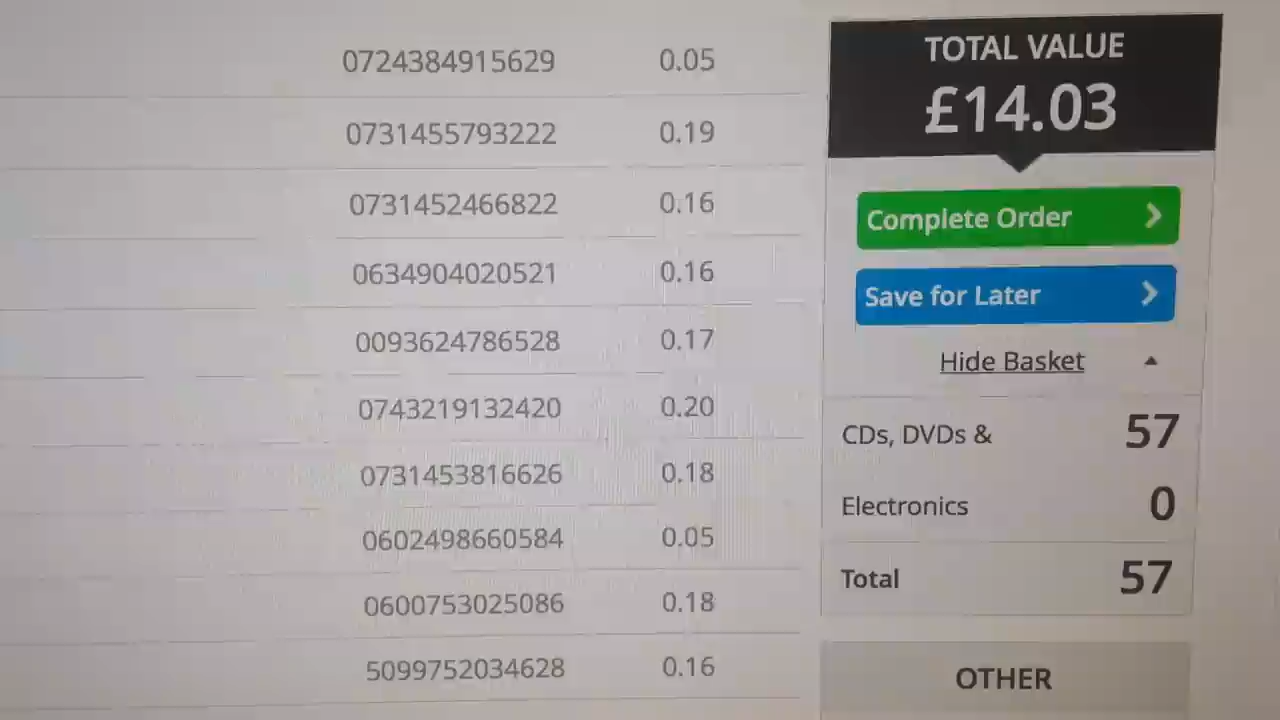 0724384915629 0.05
0731455793222 0.19
0731452466822 0.16
0634904020521 0.16
0093624786528 0.17
0743219132420 0.20
0731453816626 0.18
0602498660584 0.05
0600753025086 0.18
5099752034628 0.16
TOTAL VALUE
£14.03
Complete Order
Save for Later
Hide Basket
CDs, DVDs & 57
Electronics 0
Total 57
OTHER